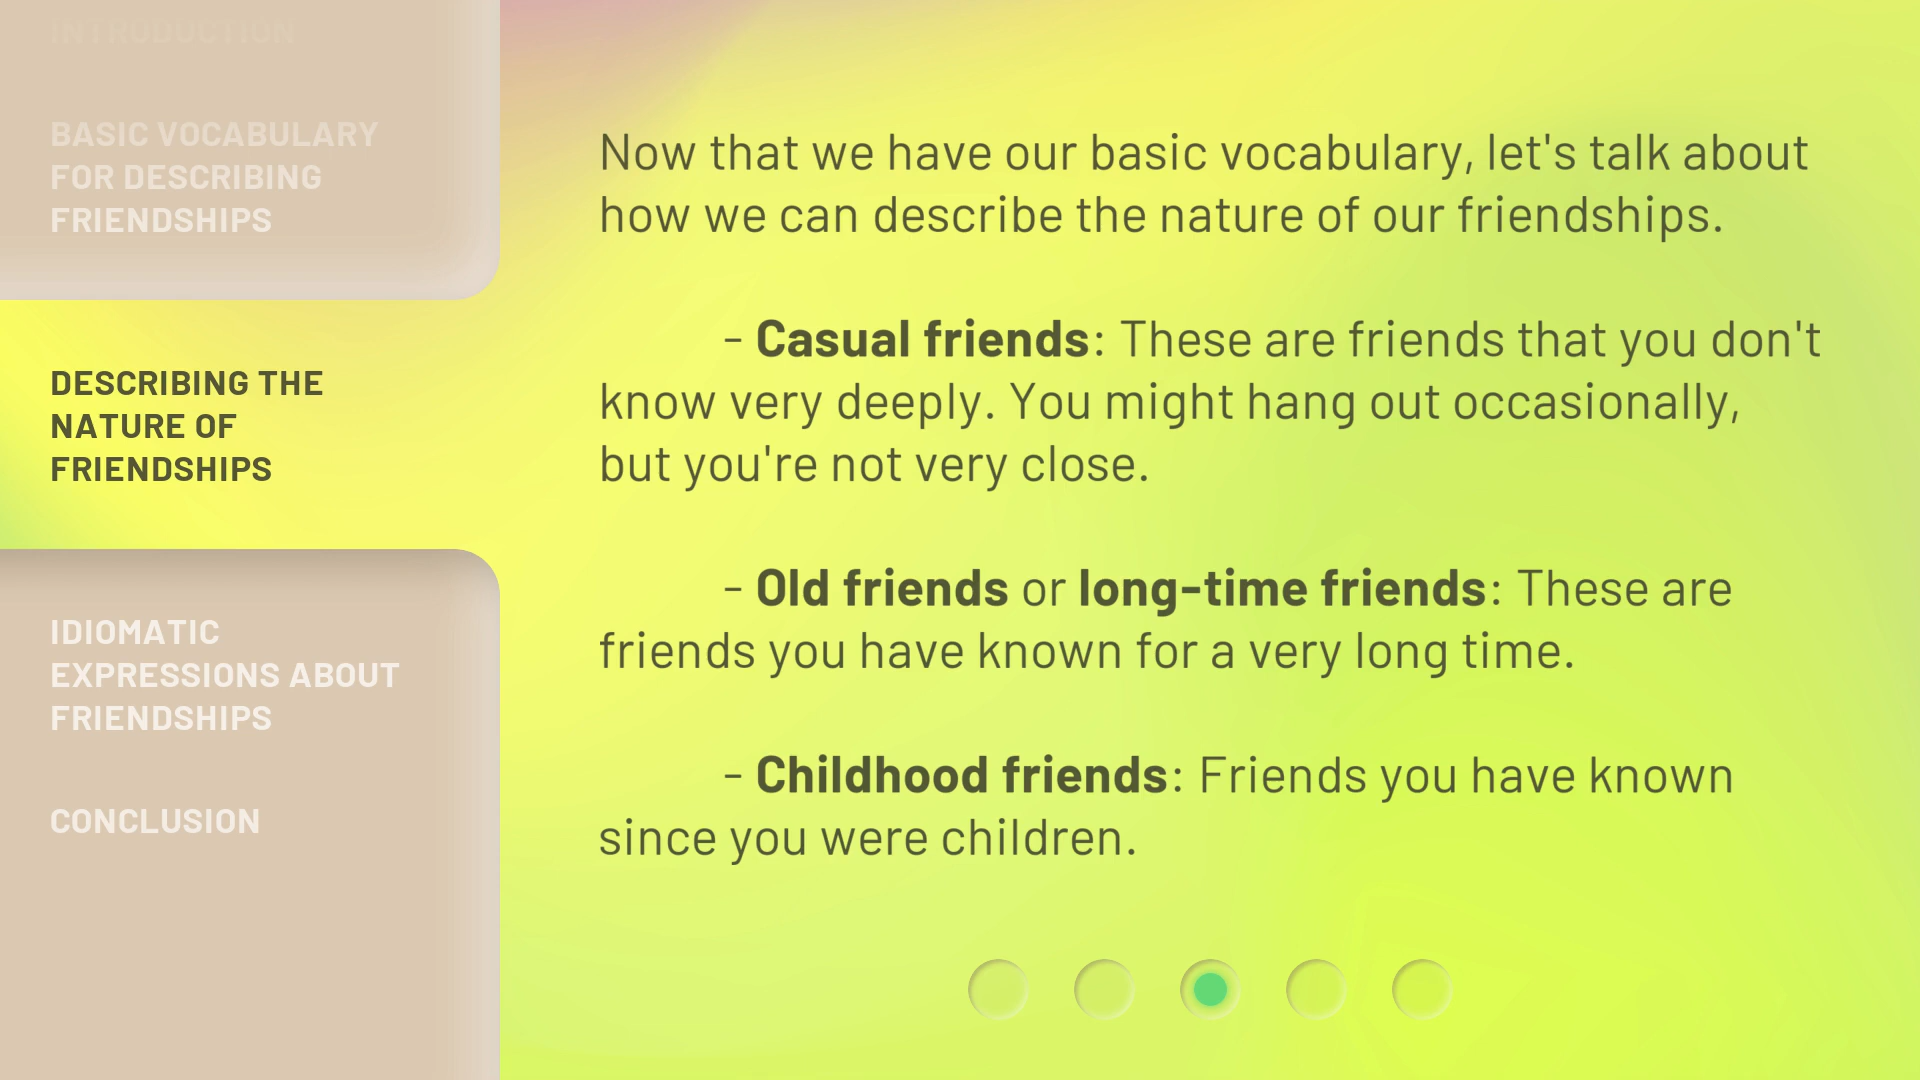 INTRODUCTION
BASIC VOCABULARY
FOR DESCRIBING
FRIENDSHIPS
DESCRIBING THE
NATURE OF
FRIENDSHIPS
IDIOMATIC
EXPRESSIONS ABOUT
FRIENDSHIPS
CONCLUSION
Now that we have our basic vocabulary, let's talk about
how we can describe the nature of our friendships.
- Casual friends: These are friends that you don't
know very deeply. You might hang out occasionally,
but you're not very close.
- Old friends or long-time friends: These are
friends you have known for a very long time.
- Childhood friends: Friends you have known
since you were children.